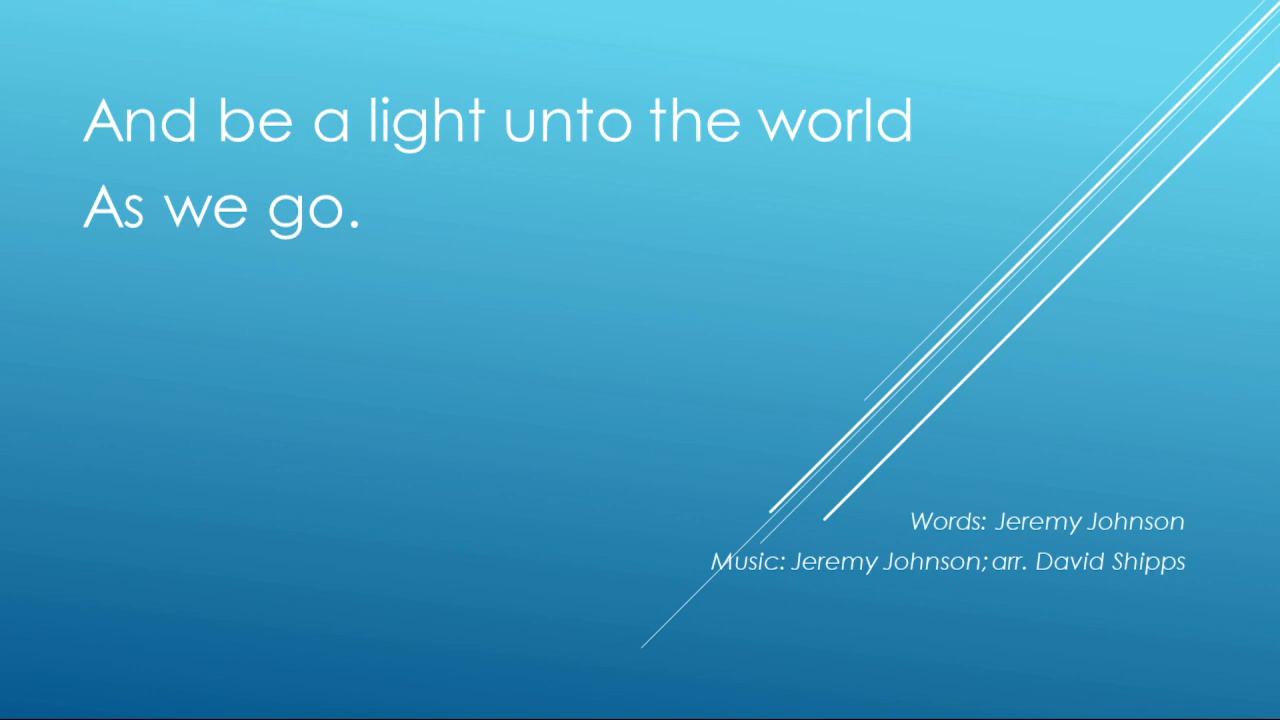 And be a light unto the world
As we go.
Words: Jeremy Johnson
Music: Jeremy Johnson; arr. David Shipps